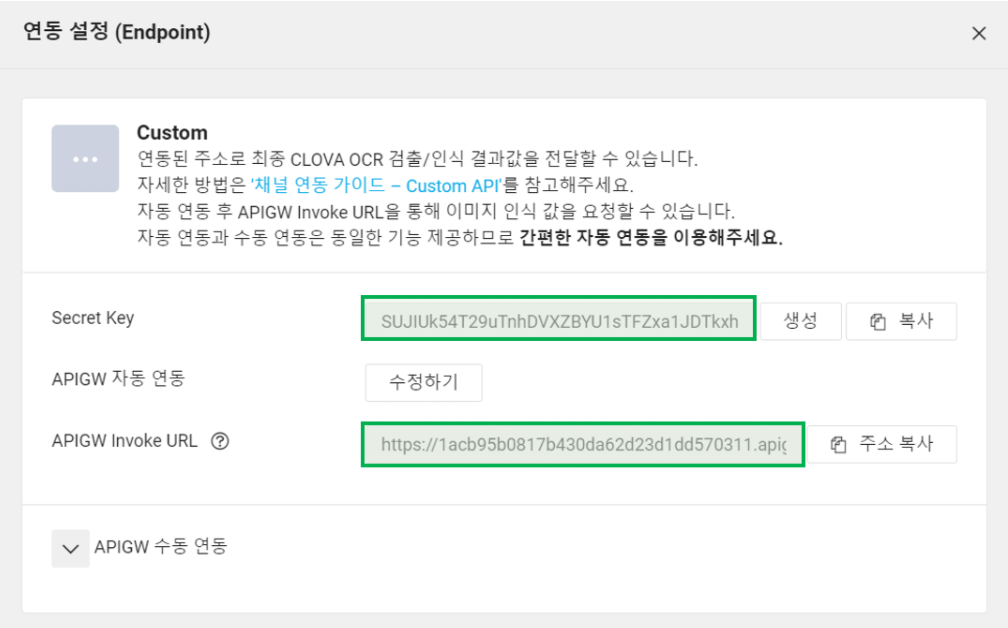 연동 설정 (Endpoint)
Custom
연동된 주소로 최종 CLOVA OCR 검출/인식 결과값을 전달할 수 있습니다.
자세한 방법은 '채널 연동 가이드 – Custom API'를 참고해주세요.
자동 연동 후 APIGW Invoke URL을 통해 이미지 인식 값을 요청할 수 있습니다.
자동 연동과 수동 연동은 동일한 기능 제공하므로 간편한 자동 연동을 이용해주세요.
Secret Key SUJIUk54T29uTnhDVXZBYU1sTFZxa1JDTkxh 생성 복사
APIGW 자동 연동 수정하기
APIGW Invoke URL https://1acb95b0817b430da62d23d1dd570311.apig 주소 복사
APIGW 수동 연동